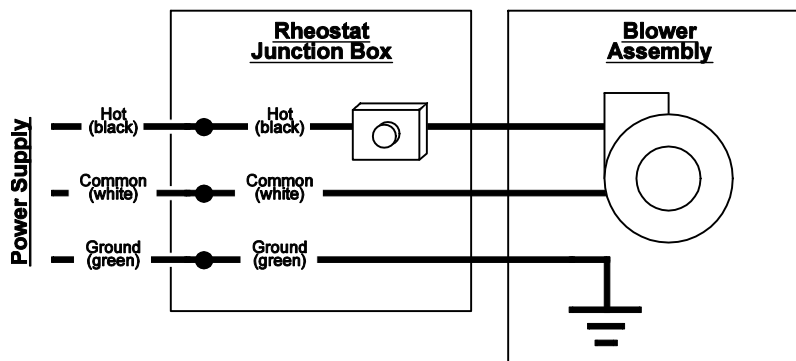 Rheostat
Junction Box
Blower
Assembly
Power Supply
Hot
(black)
Hot
(black)
Common
(white)
Common
(white)
Ground
(green)
Ground
(green)